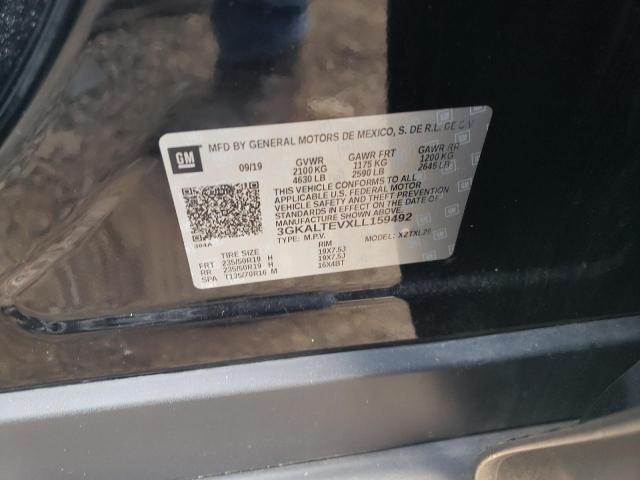 GM
MFD BY GENERAL MOTORS DE MEXICO, S. DE R.L. DE C.V
09/19 GVWR GAWR FRT GAWR RR
2100 KG 1175 KG 1200 KG
4630 LB 2590 LB 2645 LB
THIS VEHICLE CONFORMS TO ALL
APPLICABLE U.S. FEDERAL MOTOR
VEHICLE SAFETY AND THEFT PREVENTION
STANDARDS IN EFFECT ON THE DATE OF
MANUFACTURE SHOWN ABOVE.
3GKALTEVXLL159492
TYPE: M.P.V. MODEL: X2TXL26
384A
TIRE SIZE RIM
FRT 235/50R19 H 19X7.5J
RR 235/50R19 H 19X7.5J
SPA T135/70R16 M 16X4BT